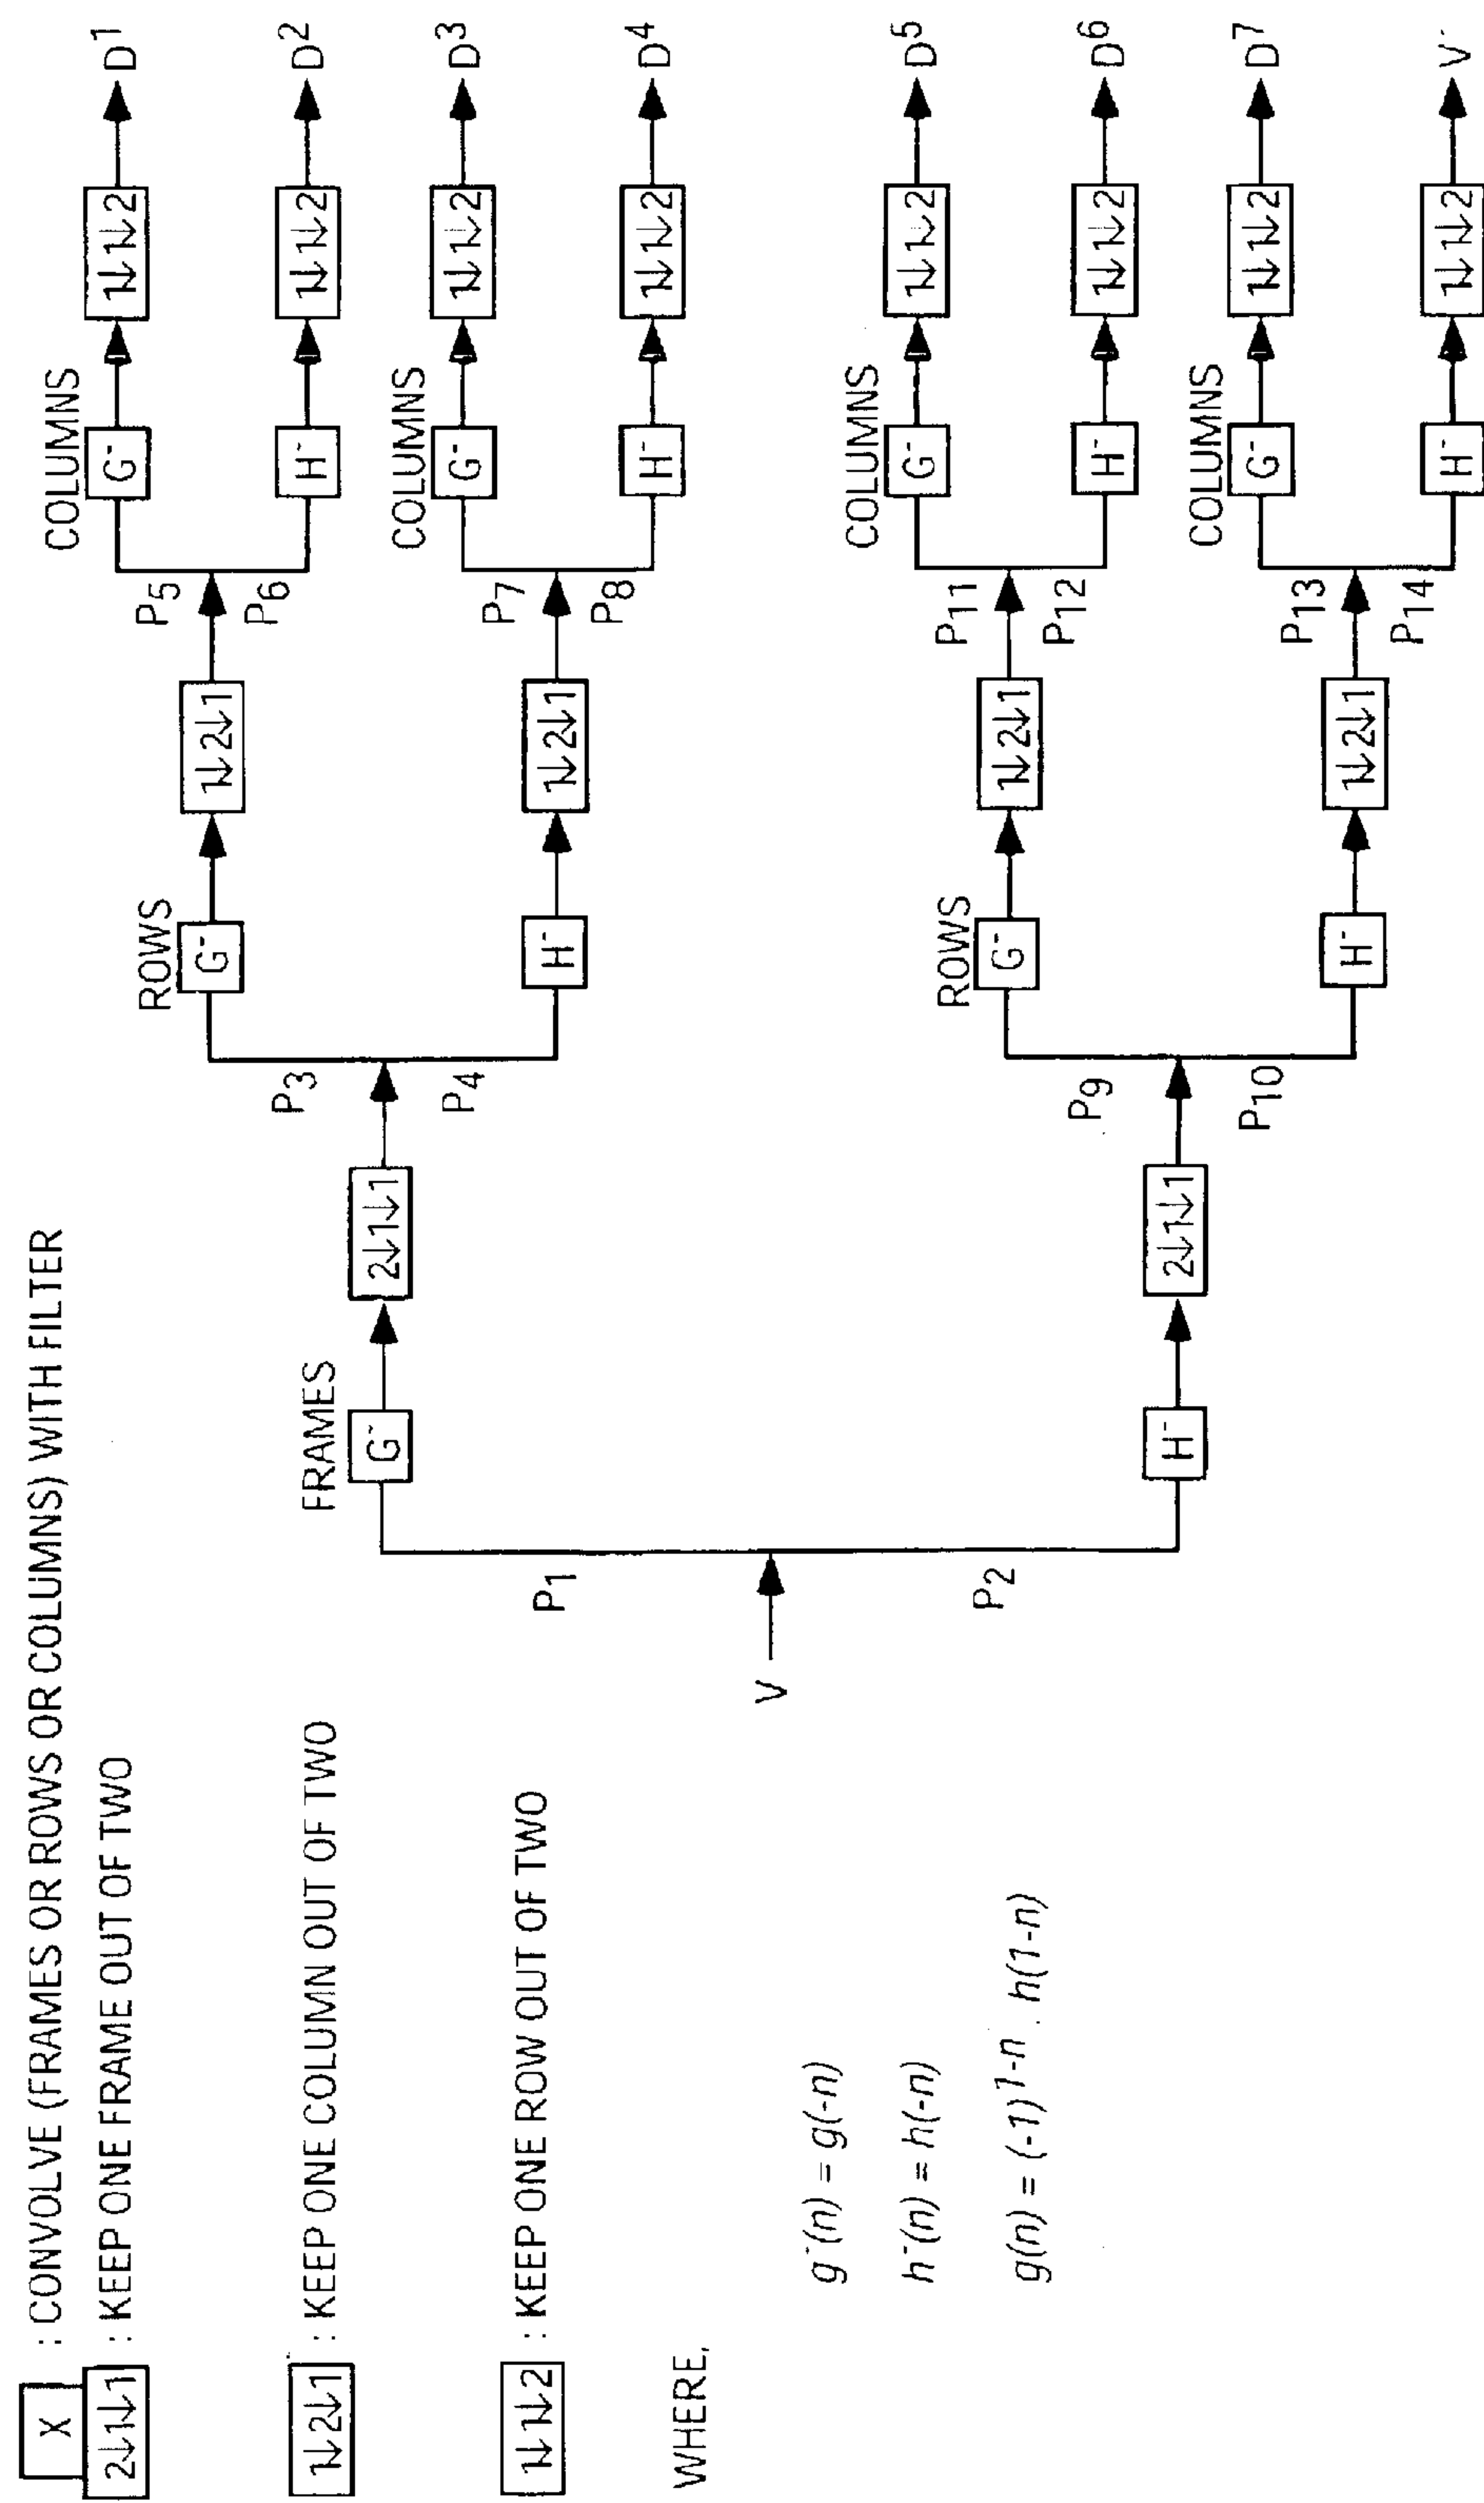 X : CONVOLVE (FRAMES OR ROWS OR COLUMNS) WITH FILTER
2↓1↓1 : KEEP ONE FRAME OUT OF TWO
1↓2↓1 : KEEP ONE COLUMN OUT OF TWO
1↓1↓2 : KEEP ONE ROW OUT OF TWO
WHERE,
g⁻(n) = g(-n)
h⁻(n) = h(-n)
g(n) = (-1)^1-n . h(1-n)
V
P1
P2
FRAMES
G⁻
2↓1↓1
H⁻
2↓1↓1
P3
P4
P9
P10
ROWS
G⁻
1↓2↓1
H⁻
1↓2↓1
ROWS
G⁻
1↓2↓1
H⁻
1↓2↓1
P5
P6
P7
P8
P11
P12
P13
P14
COLUMNS
G⁻ 1↓1↓2 D1
H⁻ 1↓1↓2 D2
COLUMNS
G⁻ 1↓1↓2 D3
H⁻ 1↓1↓2 D4
COLUMNS
G⁻ 1↓1↓2 D5
H⁻ 1↓1↓2 D6
COLUMNS
G⁻ 1↓1↓2 D7
H⁻ 1↓1↓2 V'